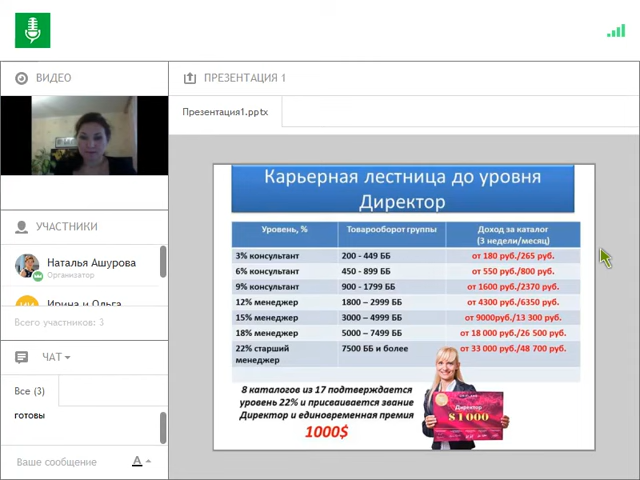 ВИДЕО
ПРЕЗЕНТАЦИЯ 1
Презентация1.pptx
УЧАСТНИКИ
Наталья Ашурова
Организатор
Ирина и Ольга
Всего участников: 3
ЧАТ
Все (3)
готовы
Ваше сообщение
A
Карьерная лестница до уровня
Директор
Уровень, % Товарооборот группы Доход за каталог
(3 недели/месяц)
3% консультант 200 - 449 ББ от 180 руб./265 руб.
6% консультант 450 - 899 ББ от 550 руб./800 руб.
9% консультант 900 - 1799 ББ от 1600 руб./2370 руб.
12% менеджер 1800 – 2999 ББ от 4300 руб./6350 руб.
15% менеджер 3000 – 4999 ББ от 9000руб./13 300 руб.
18% менеджер 5000 – 7499 ББ от 18 000 руб./26 500 руб.
22% старший
менеджер 7500 ББ и более от 33 000 руб./48 700 руб.
8 каталогов из 17 подтверждается
уровень 22% и присваивается звание
Директор и единовременная премия
1000$
Директор
$1000